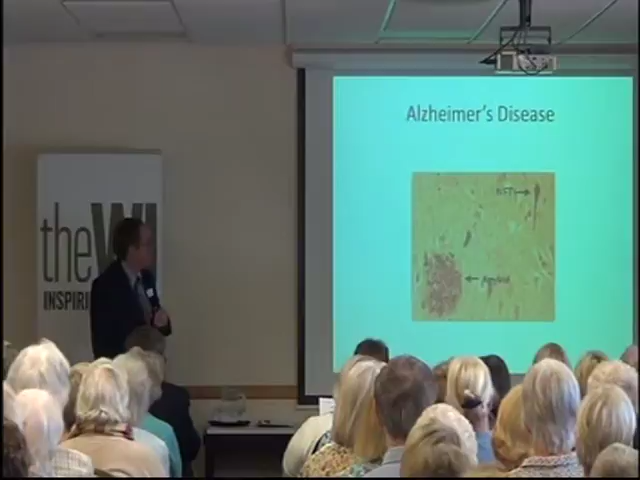 Alzheimer's Disease
NFT
Amyloid
theWI
INSPIRI